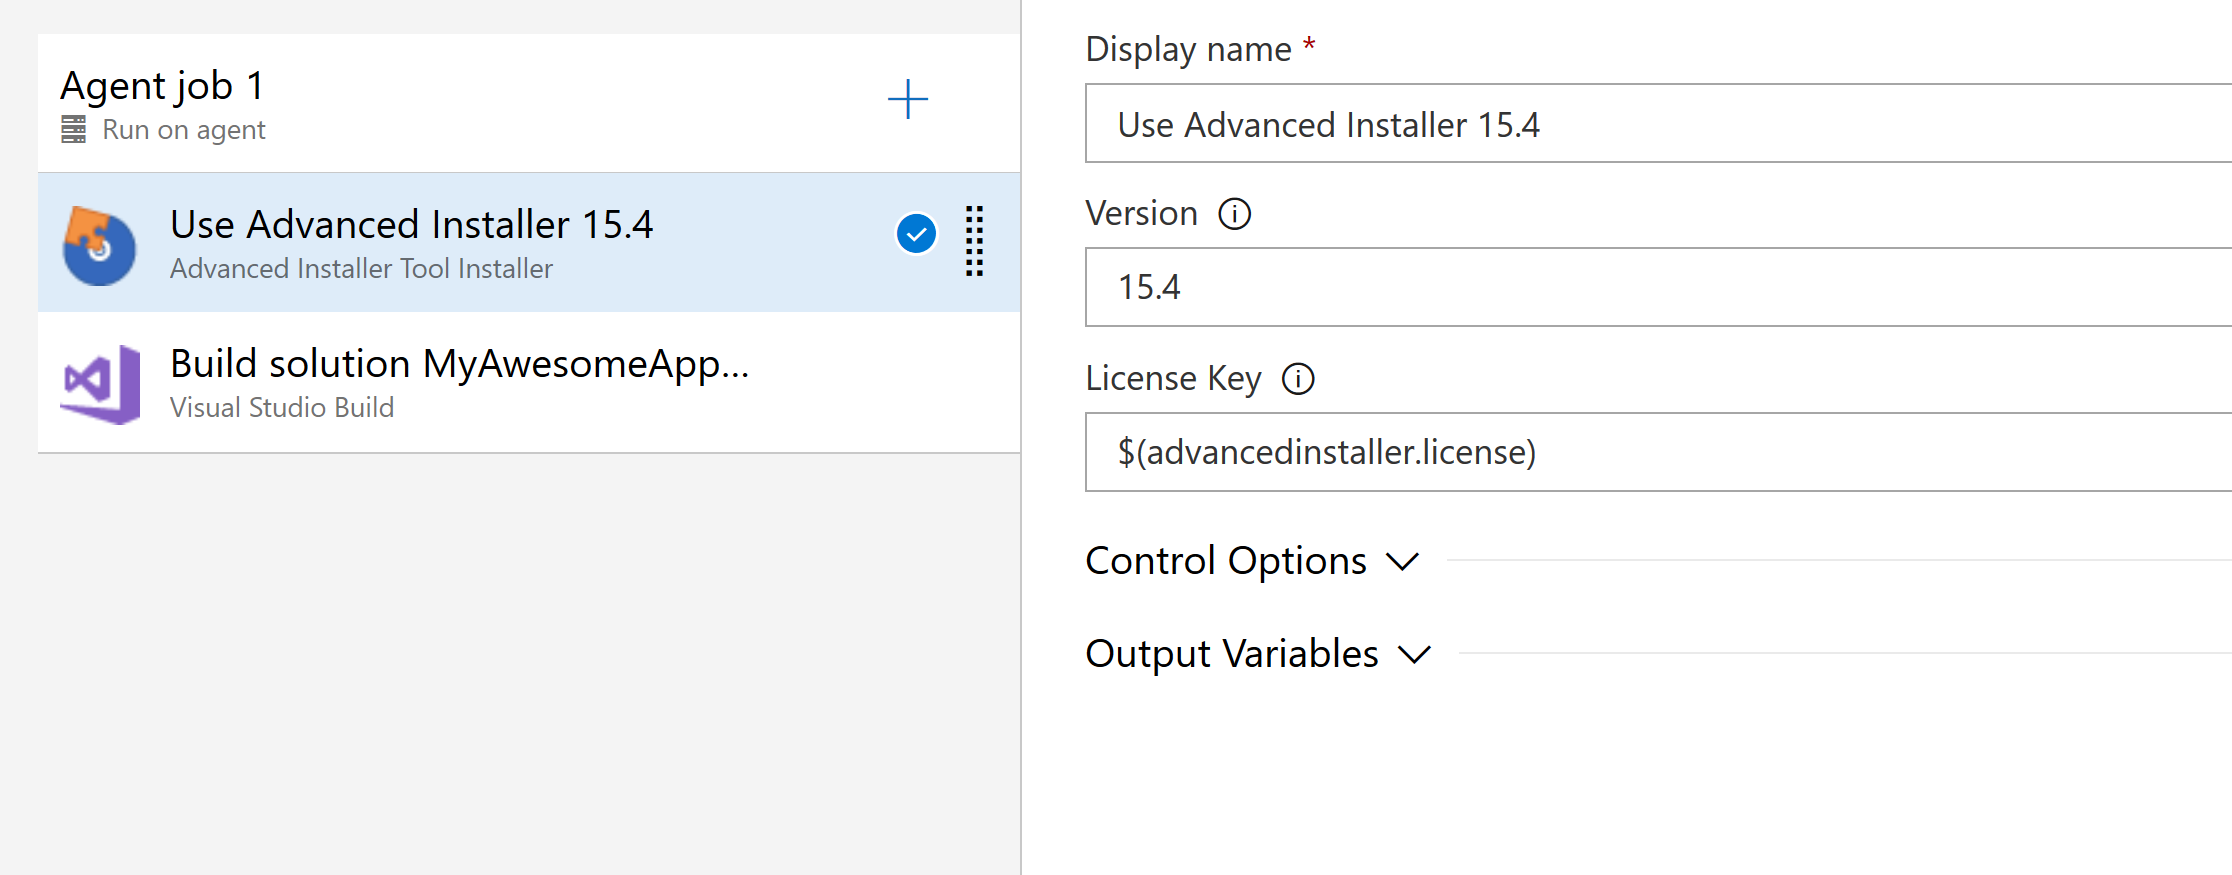 Agent job 1
Run on agent
Use Advanced Installer 15.4
Advanced Installer Tool Installer
Build solution MyAwesomeApp...
Visual Studio Build
Display name *
Use Advanced Installer 15.4
Version
15.4
License Key
$(advancedinstaller.license)
Control Options
Output Variables